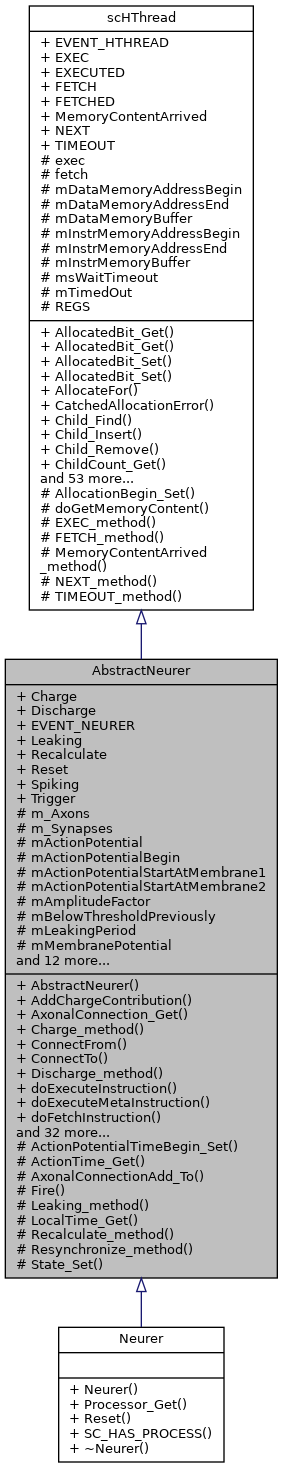 scHThread
+ EVENT_HTHREAD
+ EXEC
+ EXECUTED
+ FETCH
+ FETCHED
+ MemoryContentArrived
+ NEXT
+ TIMEOUT
# exec
# fetch
# mDataMemoryAddressBegin
# mDataMemoryAddressEnd
# mDataMemoryBuffer
# mInstrMemoryAddressBegin
# mInstrMemoryAddressEnd
# mInstrMemoryBuffer
# msWaitTimeout
# mTimedOut
# REGS
+ AllocatedBit_Get()
+ AllocatedBit_Get()
+ AllocatedBit_Set()
+ AllocatedBit_Set()
+ AllocateFor()
+ CatchedAllocationError()
+ Child_Find()
+ Child_Insert()
+ Child_Remove()
+ ChildCount_Get()
and 53 more...
# AllocationBegin_Set()
# doGetMemoryContent()
# EXEC_method()
# FETCH_method()
# MemoryContentArrived
_method()
# NEXT_method()
# TIMEOUT_method()
AbstractNeurer
+ Charge
+ Discharge
+ EVENT_NEURER
+ Leaking
+ Recalculate
+ Reset
+ Spiking
+ Trigger
# m_Axons
# m_Synapses
# mActionPotential
# mActionPotentialBegin
# mActionPotentialStartAtMembrane1
# mActionPotentialStartAtMembrane2
# mAmplitudeFactor
# mBelowThresholdPreviously
# mLeakingPeriod
# mMembranePotential
and 12 more...
+ AbstractNeurer()
+ AddChargeContribution()
+ AxonalConnection_Get()
+ Charge_method()
+ ConnectFrom()
+ ConnectTo()
+ Discharge_method()
+ doExecuteInstruction()
+ doExecuteMetaInstruction()
+ doFetchInstruction()
and 32 more...
# ActionPotentialTimeBegin_Set()
# ActionTime_Get()
# AxonalConnectionAdd_To()
# Fire()
# Leaking_method()
# LocalTime_Get()
# Recalculate_method()
# Resynchronize_method()
# State_Set()
Neurer
+ Neurer()
+ Processor_Get()
+ Reset()
+ SC_HAS_PROCESS()
+ ~Neurer()